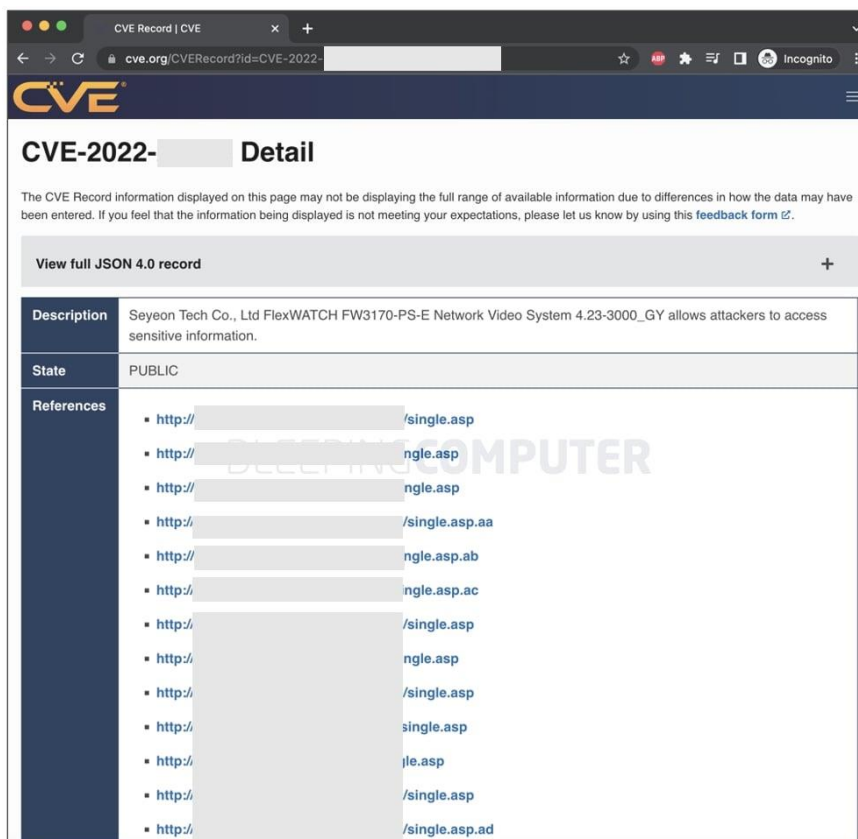 CVE Record | CVE
cve.org/CVERecord?id=CVE-2022-
ABP
Incognito
CVE
CVE-2022- Detail
The CVE Record information displayed on this page may not be displaying the full range of available information due to differences in how the data may have
been entered. If you feel that the information being displayed is not meeting your expectations, please let us know by using this feedback form.
View full JSON 4.0 record
Description Seyeon Tech Co., Ltd FlexWATCH FW3170-PS-E Network Video System 4.23-3000_GY allows attackers to access
sensitive information.
State PUBLIC
References
http:// /single.asp
http:// ngle.asp
BLEEPINGCOMPUTER
http:// ngle.asp
http:// /single.asp.aa
http:// ngle.asp.ab
http:// ingle.asp.ac
http:// /single.asp
http:// ngle.asp
http:// /single.asp
http:// single.asp
http:// gle.asp
http:// /single.asp
http:// /single.asp.ad